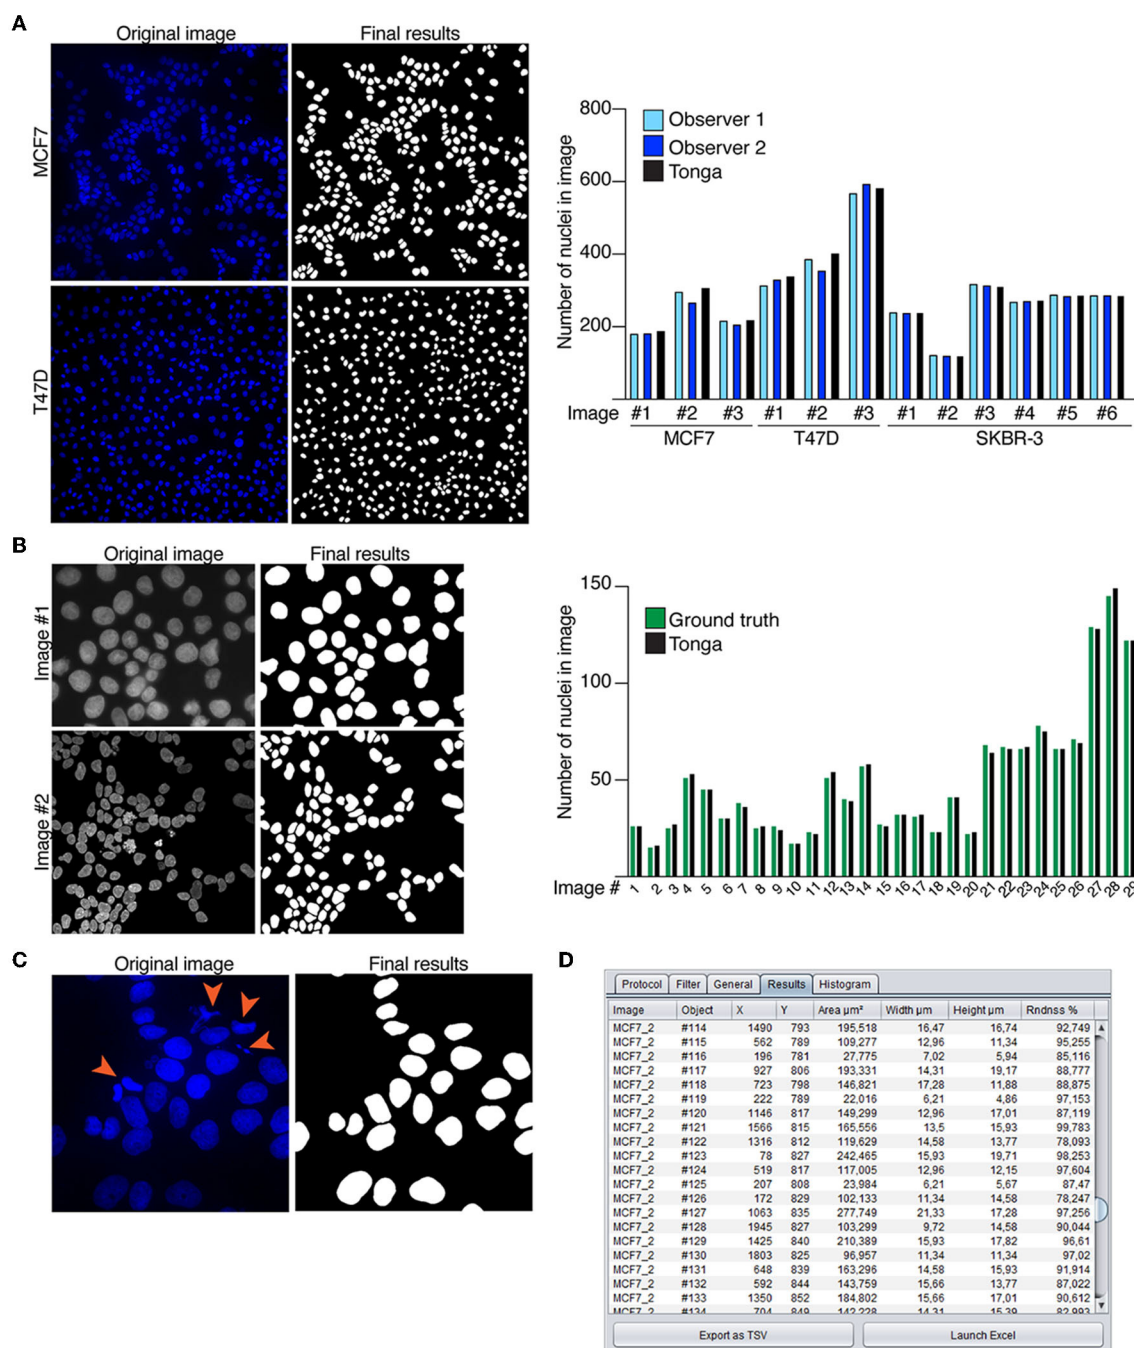 A
Original image
Final results
MCF7
T47D
800
600
400
200
Number of nuclei in image
Observer 1
Observer 2
Tonga
Image #1 #2 #3 #1 #2 #3 #1 #2 #3 #4 #5 #6
MCF7 T47D SKBR-3
B
Original image
Final results
Image #1
Image #2
150
100
50
Number of nuclei in image
Ground truth
Tonga
Image # 1 2 3 4 5 6 7 8 9 10 11 12 13 14 15 16 17 18 19 20 21 22 23 24 25 26 27 28 29
C
Original image
Final results
D
Protocol Filter General Results Histogram
Image Object X Y Area µm² Width µm Height µm Rndnss %
MCF7_2 #114 1490 793 195,518 16,47 16,74 92,749
MCF7_2 #115 562 789 109,277 12,96 11,34 95,255
MCF7_2 #116 196 781 27,775 7,02 5,94 85,116
MCF7_2 #117 927 806 193,331 14,31 19,17 88,777
MCF7_2 #118 723 798 146,821 17,28 11,88 88,875
MCF7_2 #119 222 789 22,016 6,21 4,86 97,153
MCF7_2 #120 1146 817 149,299 12,96 17,01 87,119
MCF7_2 #121 1566 815 165,556 13,5 15,93 99,783
MCF7_2 #122 1316 812 119,629 14,58 13,77 78,093
MCF7_2 #123 78 827 242,465 15,93 19,71 98,253
MCF7_2 #124 519 817 117,005 12,96 12,15 97,604
MCF7_2 #125 207 808 23,984 6,21 5,67 87,47
MCF7_2 #126 172 829 102,133 11,34 14,58 78,247
MCF7_2 #127 1063 835 277,749 21,33 17,28 97,256
MCF7_2 #128 1945 827 103,299 9,72 14,58 90,044
MCF7_2 #129 1425 840 210,389 15,93 17,82 96,61
MCF7_2 #130 1803 825 96,957 11,34 11,34 97,02
MCF7_2 #131 648 839 163,296 14,58 15,93 91,914
MCF7_2 #132 592 844 143,759 15,66 13,77 87,022
MCF7_2 #133 1350 852 184,802 15,66 17,01 90,612
MCF7_2 #134 704 849 142,228 14,31 15,39 82,993
Export as TSV Launch Excel